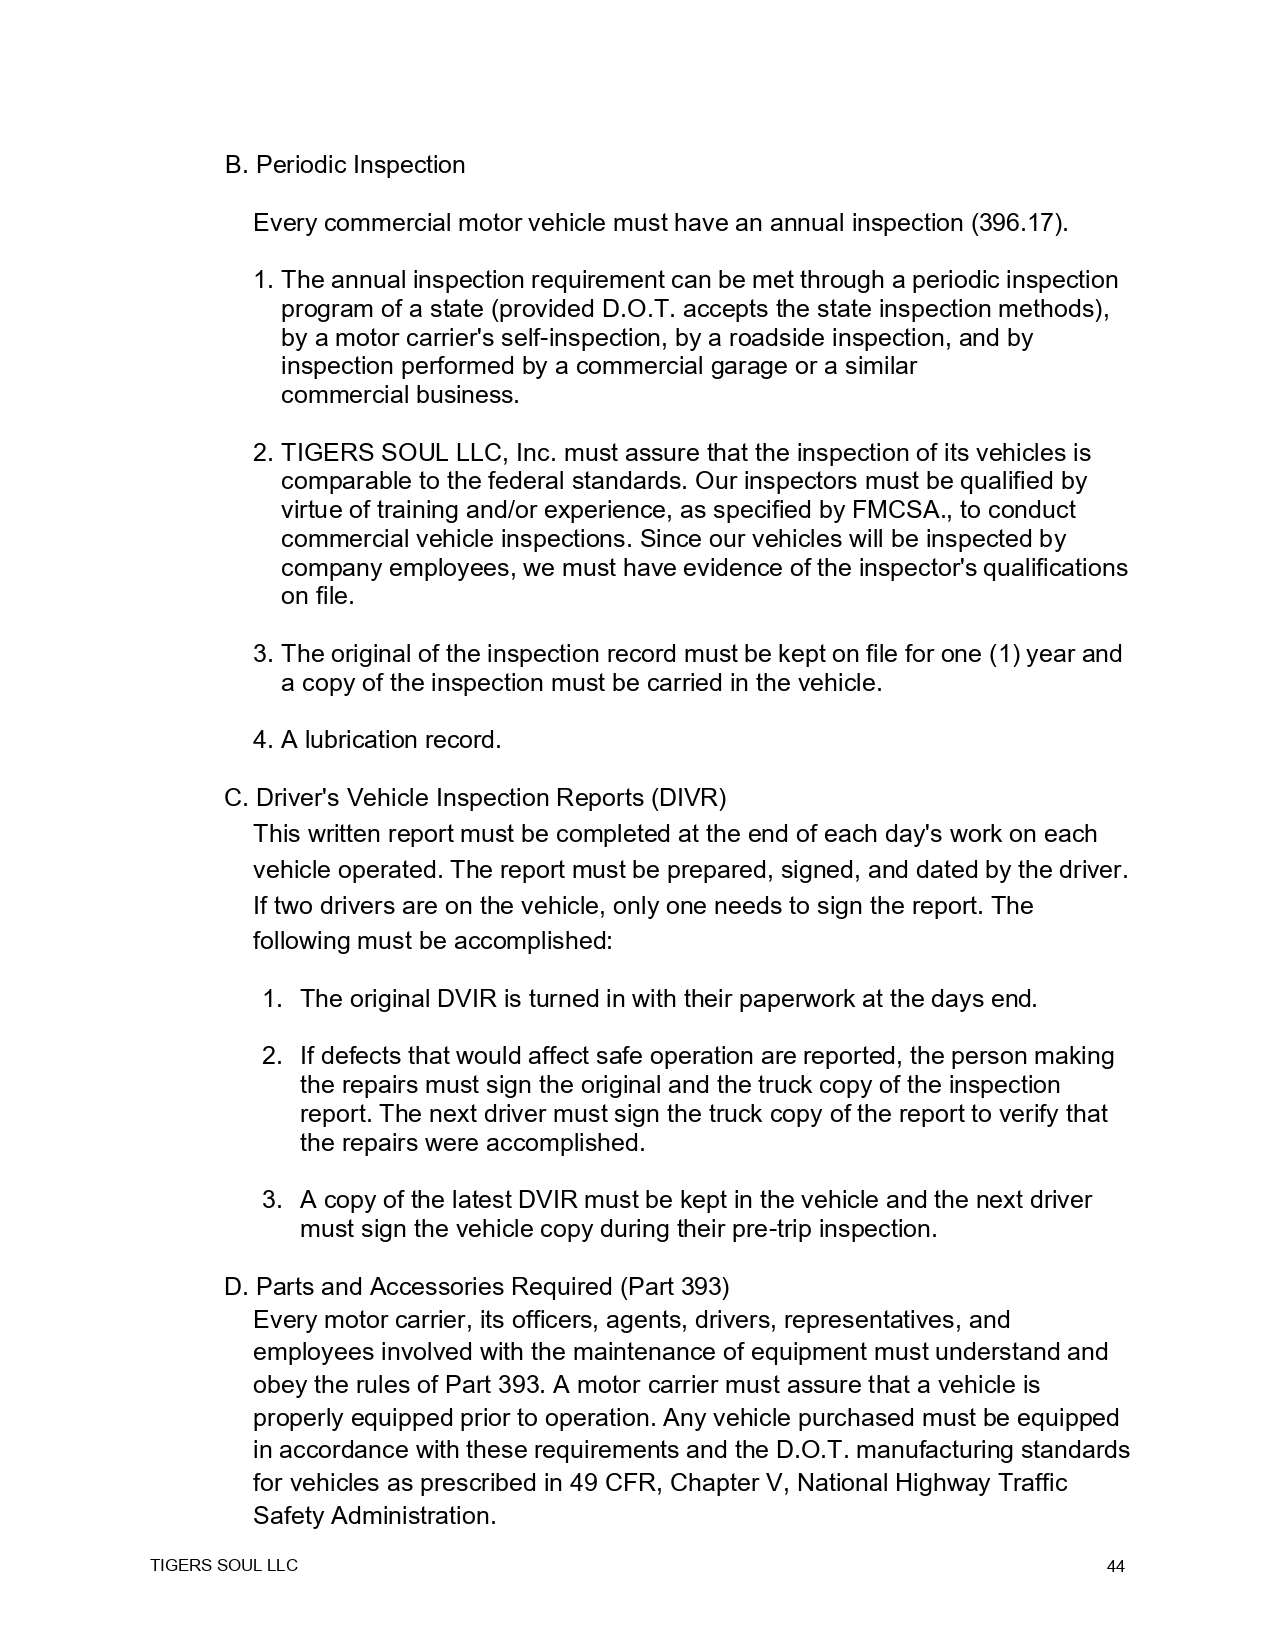 B. Periodic Inspection
Every commercial motor vehicle must have an annual inspection (396.17).
1. The annual inspection requirement can be met through a periodic inspection
program of a state (provided D.O.T. accepts the state inspection methods),
by a motor carrier's self-inspection, by a roadside inspection, and by
inspection performed by a commercial garage or a similar
commercial business.
2. TIGERS SOUL LLC, Inc. must assure that the inspection of its vehicles is
comparable to the federal standards. Our inspectors must be qualified by
virtue of training and/or experience, as specified by FMCSA., to conduct
commercial vehicle inspections. Since our vehicles will be inspected by
company employees, we must have evidence of the inspector's qualifications
on file.
3. The original of the inspection record must be kept on file for one (1) year and
a copy of the inspection must be carried in the vehicle.
4. A lubrication record.
C. Driver's Vehicle Inspection Reports (DIVR)
This written report must be completed at the end of each day's work on each
vehicle operated. The report must be prepared, signed, and dated by the driver.
If two drivers are on the vehicle, only one needs to sign the report. The
following must be accomplished:
1. The original DVIR is turned in with their paperwork at the days end.
2. If defects that would affect safe operation are reported, the person making
the repairs must sign the original and the truck copy of the inspection
report. The next driver must sign the truck copy of the report to verify that
the repairs were accomplished.
3. A copy of the latest DVIR must be kept in the vehicle and the next driver
must sign the vehicle copy during their pre-trip inspection.
D. Parts and Accessories Required (Part 393)
Every motor carrier, its officers, agents, drivers, representatives, and
employees involved with the maintenance of equipment must understand and
obey the rules of Part 393. A motor carrier must assure that a vehicle is
properly equipped prior to operation. Any vehicle purchased must be equipped
in accordance with these requirements and the D.O.T. manufacturing standards
for vehicles as prescribed in 49 CFR, Chapter V, National Highway Traffic
Safety Administration.
TIGERS SOUL LLC 44